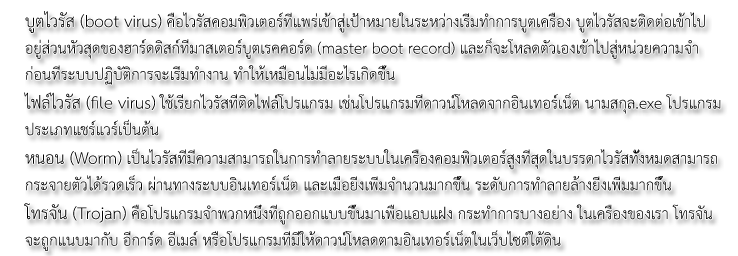 บูตไวรัส (boot virus) คือไวรัสคอมพิวเตอร์ที่แพร่เข้าสู่เป้าหมายในระหว่างเริ่มทำการบูตเครื่อง บูตไวรัสจะติดต่อเข้าไป
อยู่ส่วนหัวสุดของฮาร์ดดิสก์ที่มาสเตอร์บูตเรคคอร์ด (master boot record) และก็จะโหลดตัวเองเข้าไปสู่หน่วยความจำ
ก่อนที่ระบบปฏิบัติการจะเริ่มทำงาน ทำให้เหมือนไม่มีอะไรเกิดขึ้น
ไฟล์ไวรัส (file virus) ใช้เรียกไวรัสที่ติดไฟล์โปรแกรม เช่นโปรแกรมที่ดาวน์โหลดจากอินเทอร์เน็ต นามสกุล.exe โปรแกรม
ประเภทแชร์แวร์เป็นต้น
หนอน (Worm) เป็นไวรัสที่มีความสามารถในการทำลายระบบในเครื่องคอมพิวเตอร์สูงที่สุดในบรรดาไวรัสทั้งหมดสามารถ
กระจายตัวได้รวดเร็ว ผ่านทางระบบอินเทอร์เน็ต และเมื่อยิ่งเพิ่มจำนวนมากขึ้น ระดับการทำลายล้างยิ่งเพิ่มมากขึ้น
โทรจัน (Trojan) คือโปรแกรมจำพวกหนึ่งที่ถูกออกแบบขึ้นมาเพื่อแอบแฝง กระทำการบางอย่าง ในเครื่องของเรา โทรจัน
จะถูกแนบมากับ อีการ์ด อีเมล์ หรือโปรแกรมที่มีให้ดาวน์โหลดตามอินเทอร์เน็ตในเว็บไซต์ใต้ดิน